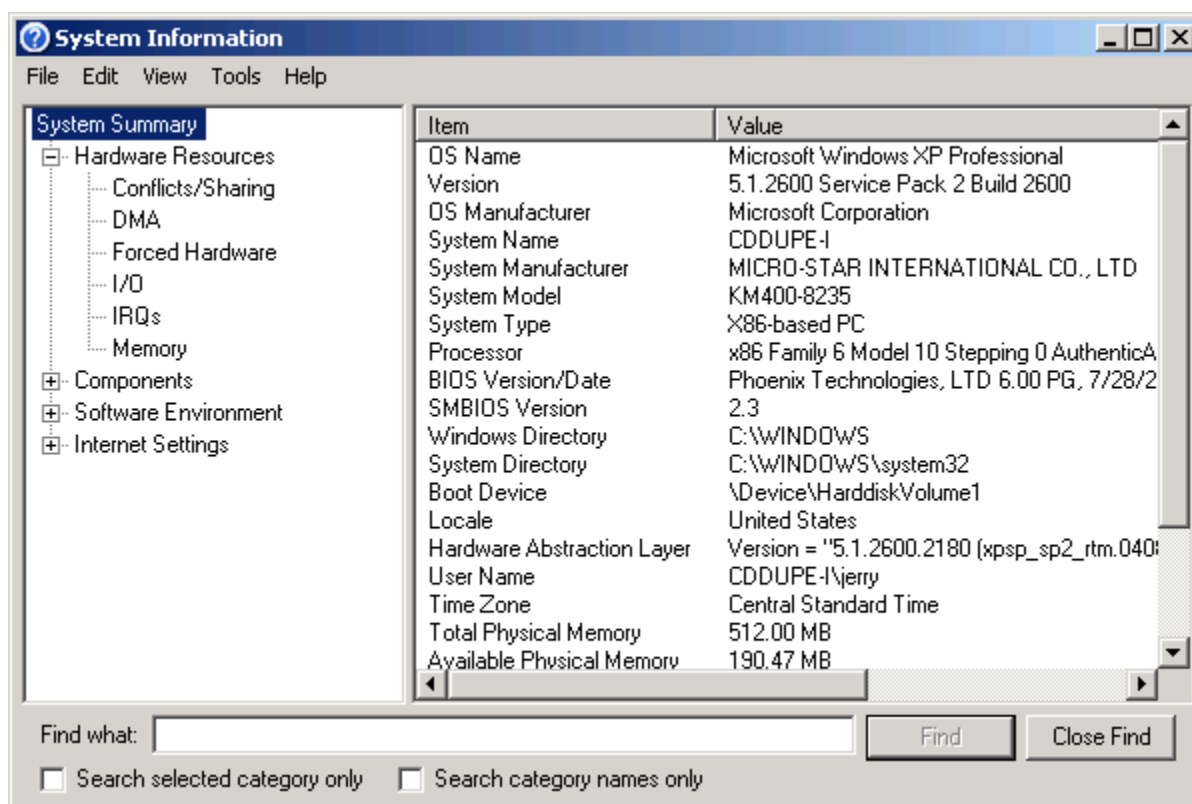 System Information
File Edit View Tools Help
System Summary
Hardware Resources
Conflicts/Sharing
DMA
Forced Hardware
I/O
IRQs
Memory
Components
Software Environment
Internet Settings
Item Value
OS Name Microsoft Windows XP Professional
Version 5.1.2600 Service Pack 2 Build 2600
OS Manufacturer Microsoft Corporation
System Name CDDUPE-I
System Manufacturer MICRO-STAR INTERNATIONAL CO., LTD
System Model KM400-8235
System Type X86-based PC
Processor x86 Family 6 Model 10 Stepping 0 AuthenticA
BIOS Version/Date Phoenix Technologies, LTD 6.00 PG, 7/28/2
SMBIOS Version 2.3
Windows Directory C:\WINDOWS
System Directory C:\WINDOWS\system32
Boot Device \Device\HarddiskVolume1
Locale United States
Hardware Abstraction Layer Version = "5.1.2600.2180 (xpsp_sp2_rtm.040
User Name CDDUPE-I\jerry
Time Zone Central Standard Time
Total Physical Memory 512.00 MB
Available Physical Memory 190.47 MB
Find what: Find Close Find
Search selected category only Search category names only